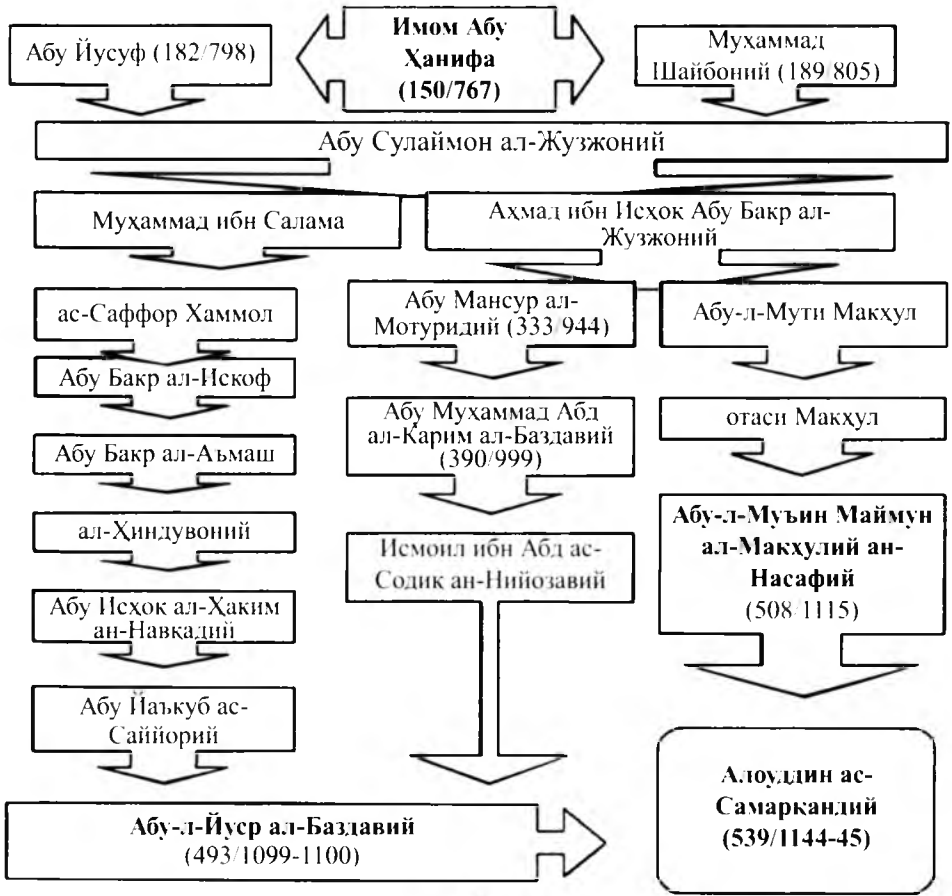 Абу Йусуф (182/798)
Имом Абу
Ҳанифа
(150/767)
Муҳаммад
Шайбоний (189/805)
Абу Сулаймон ал-Жузжоний
Муҳаммад ибн Салама
Аҳмад ибн Исҳоқ Абу Бакр ал-
Жузжоний
ас-Саффор Хаммол
Абу Мансур ал-
Мотуридий (333/944)
Абу-л-Мути Макҳул
Абу Бакр ал-Искоф
Абу Муҳаммад Абд
ал-Карим ал-Баздавий
(390/999)
отаси Макҳул
Абу Бакр ал-Аъмаш
ал-Ҳиндувоний
Исмоил ибн Абд ас-
Содиқ ан-Нийозавий
Абу-л-Муъин Маймун
ал-Макҳулий ан-
Насафий
(508/1115)
Абу Исҳоқ ал-Ҳаким
ан-Навқадий
Абу Йаъкуб ас-
Саййорий
Абу-л-Йуср ал-Баздавий
(493/1099-1100)
Алоуддин ас-
Самарқандий
(539/1144-45)